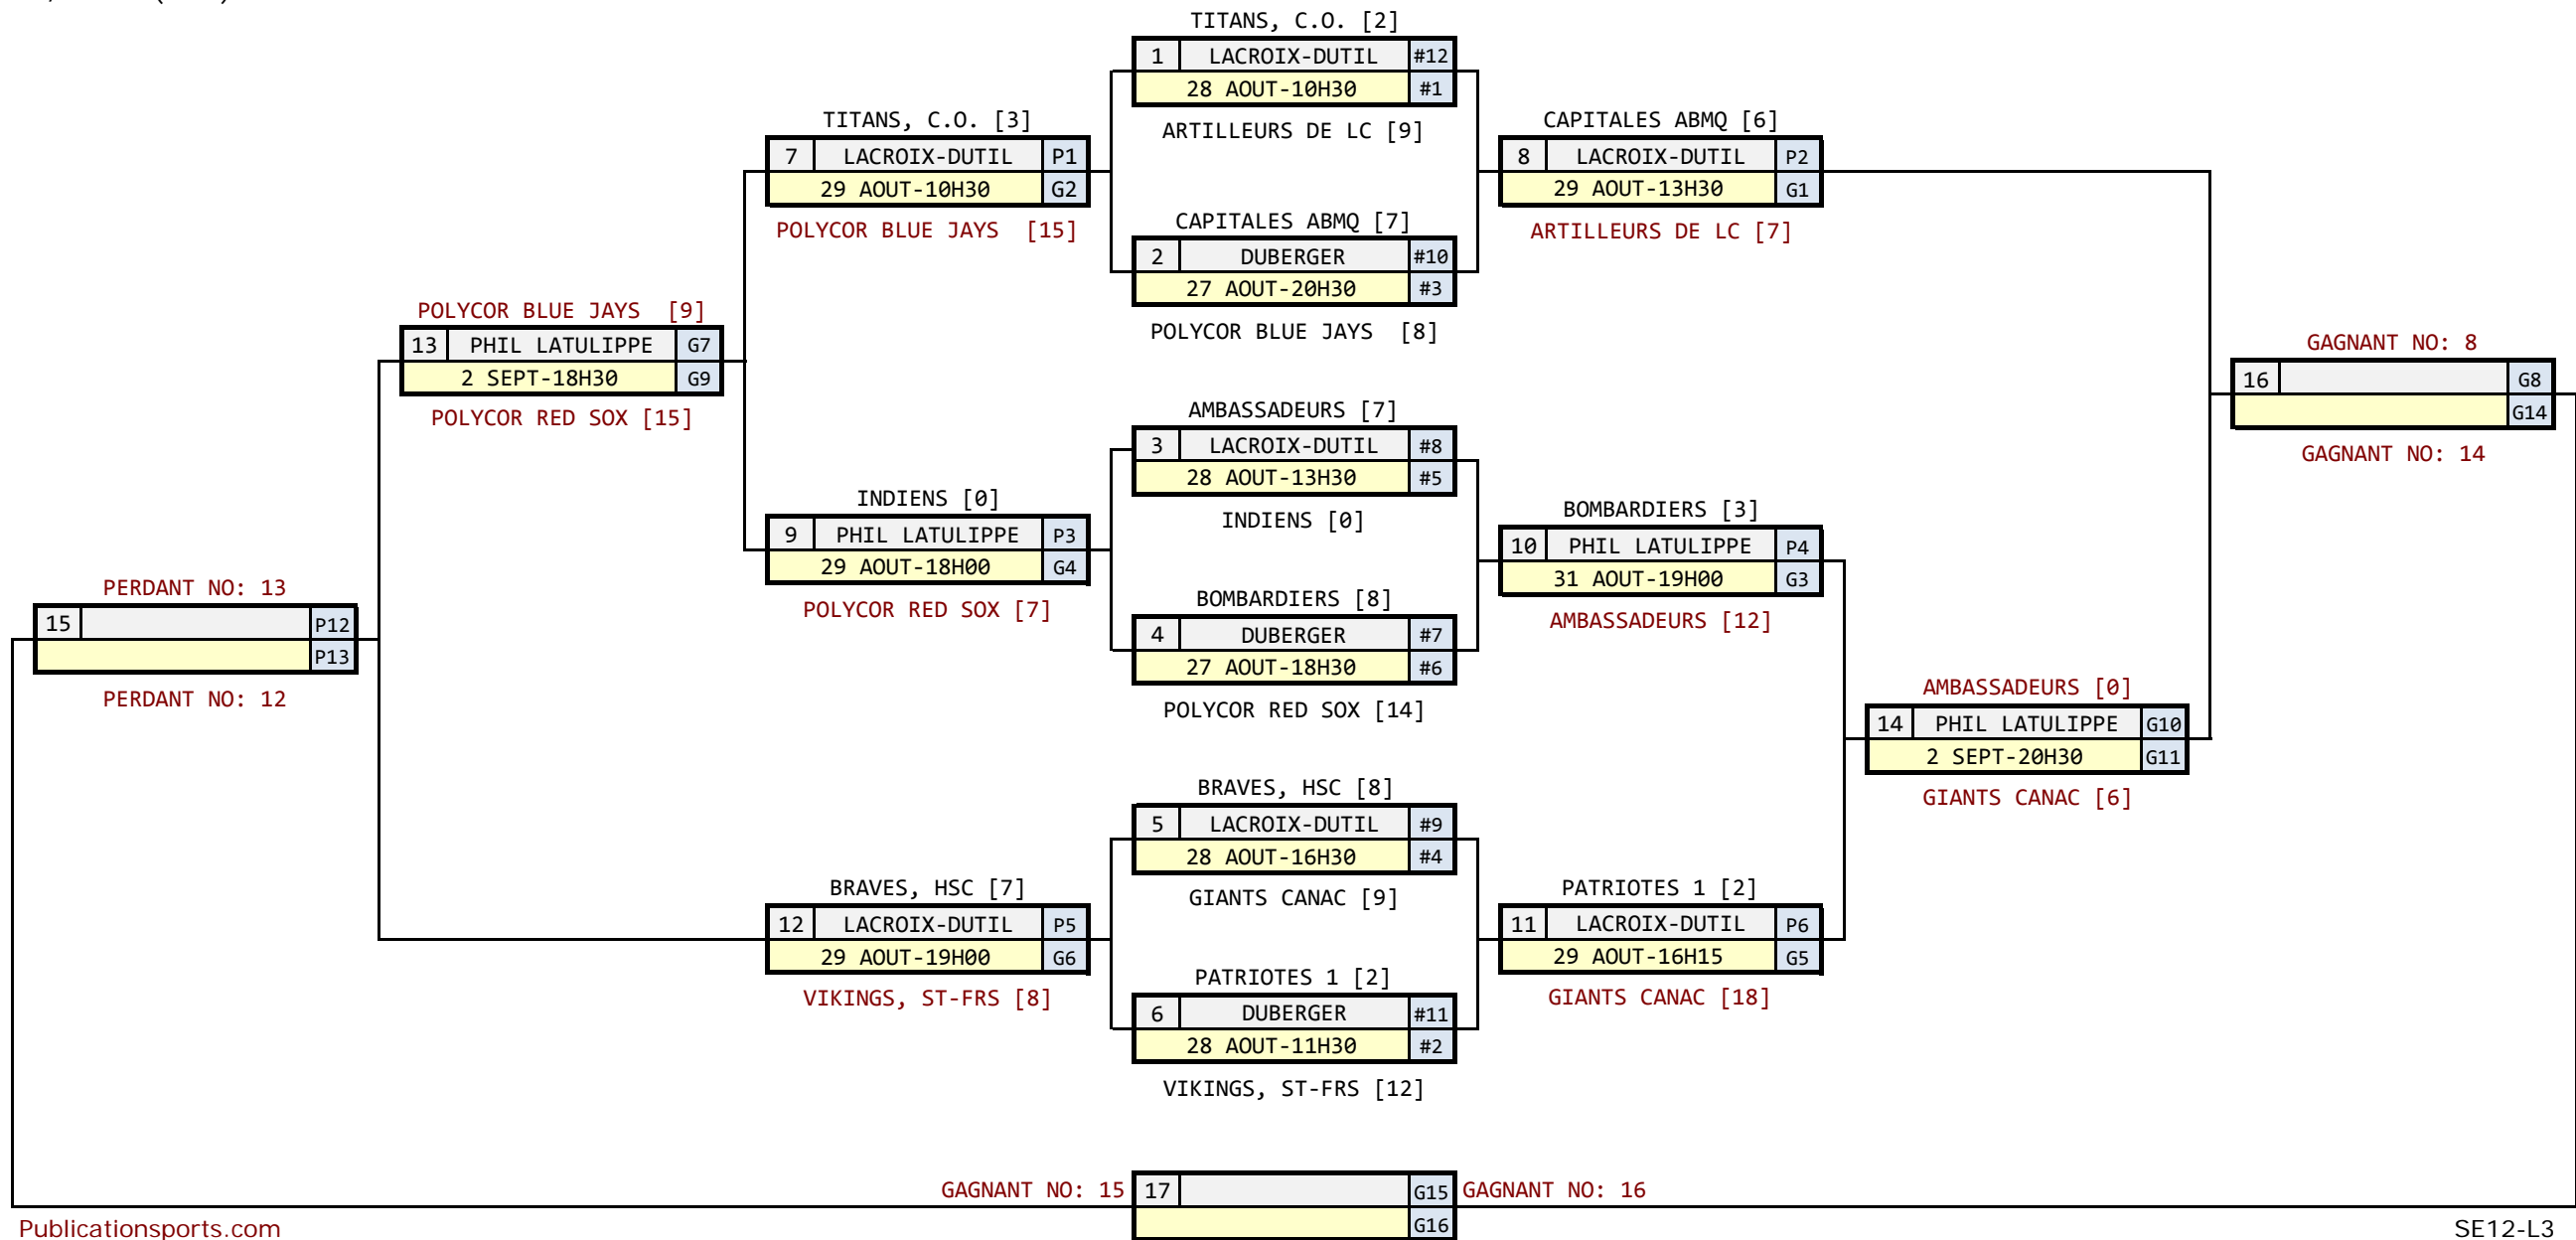 TITANS, C.O. [2]
1 LACROIX-DUTIL #12
28 AOUT-10H30 #1
ARTILLEURS DE LC [9]
TITANS, C.O. [3]
7 LACROIX-DUTIL P1
29 AOUT-10H30 G2
POLYCOR BLUE JAYS [15]
CAPITALES ABMQ [6]
8 LACROIX-DUTIL P2
29 AOUT-13H30 G1
ARTILLEURS DE LC [7]
CAPITALES ABMQ [7]
2 DUBERGER #10
27 AOUT-20H30 #3
POLYCOR BLUE JAYS [8]
POLYCOR BLUE JAYS [9]
13 PHIL LATULIPPE G7
2 SEPT-18H30 G9
POLYCOR RED SOX [15]
GAGNANT NO: 8
16 G8
G14
GAGNANT NO: 14
AMBASSADEURS [7]
3 LACROIX-DUTIL #8
28 AOUT-13H30 #5
INDIENS [0]
INDIENS [0]
9 PHIL LATULIPPE P3
29 AOUT-18H00 G4
POLYCOR RED SOX [7]
BOMBARDIERS [3]
10 PHIL LATULIPPE P4
31 AOUT-19H00 G3
AMBASSADEURS [12]
PERDANT NO: 13
15 P12
P13
PERDANT NO: 12
BOMBARDIERS [8]
4 DUBERGER #7
27 AOUT-18H30 #6
POLYCOR RED SOX [14]
AMBASSADEURS [0]
14 PHIL LATULIPPE G10
2 SEPT-20H30 G11
GIANTS CANAC [6]
BRAVES, HSC [8]
5 LACROIX-DUTIL #9
28 AOUT-16H30 #4
GIANTS CANAC [9]
BRAVES, HSC [7]
12 LACROIX-DUTIL P5
29 AOUT-19H00 G6
VIKINGS, ST-FRS [8]
PATRIOTES 1 [2]
11 LACROIX-DUTIL P6
29 AOUT-16H15 G5
GIANTS CANAC [18]
PATRIOTES 1 [2]
6 DUBERGER #11
28 AOUT-11H30 #2
VIKINGS, ST-FRS [12]
GAGNANT NO: 15 17 G15 GAGNANT NO: 16
G16
Publicationsports.com
SE12-L3